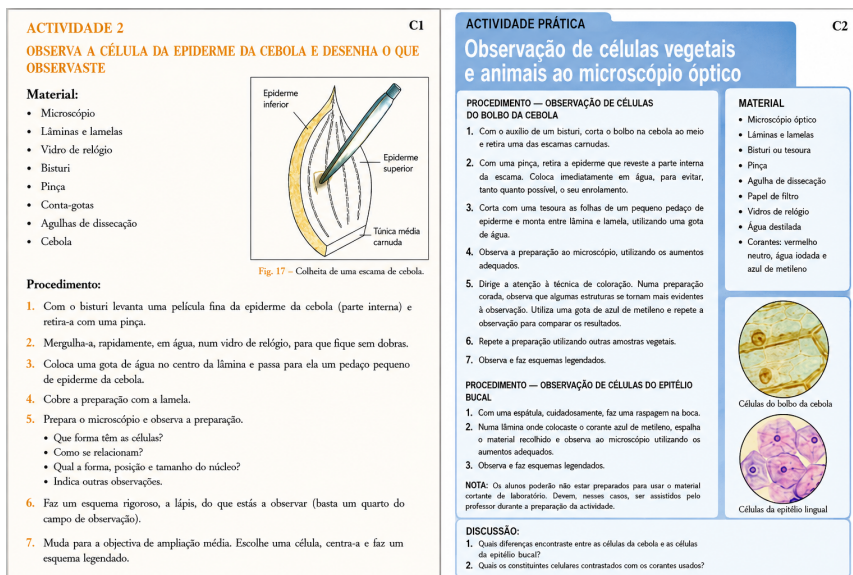 ACTIVIDADE 2
C1
OBSERVA A CÉLULA DA EPIDERME DA CEBOLA E DESENHA O QUE
OBSERVASTE
Material:
• Microscópio
• Lâminas e lamelas
• Vidro de relógio
• Bisturi
• Pinça
• Conta-gotas
• Agulhas de dissecação
• Cebola
Epiderme
inferior
Epiderme
superior
Túnica média
carnuda
Fig. 17 – Colheita de uma escama de cebola.
Procedimento:
1. Com o bisturi levanta uma película fina da epiderme da cebola (parte interna) e
retira-a com uma pinça.
2. Mergulha-a, rapidamente, em água, num vidro de relógio, para que fique sem dobras.
3. Coloca uma gota de água no centro da lâmina e passa para ela um pedaço pequeno
de epiderme da cebola.
4. Cobre a preparação com a lamela.
5. Prepara o microscópio e observa a preparação.
• Que forma têm as células?
• Como se relacionam?
• Qual a forma, posição e tamanho do núcleo?
• Indica outras observações.
6. Faz um esquema rigoroso, a lápis, do que estás a observar (basta um quarto do
campo de observação).
7. Muda para a objectiva de ampliação média. Escolhe uma célula, centra-a e faz um
esquema legendado.
ACTIVIDADE PRÁTICA
C2
Observação de células vegetais
e animais ao microscópio óptico
PROCEDIMENTO — OBSERVAÇÃO DE CÉLULAS
DO BOLBO DA CEBOLA
1. Com o auxílio de um bisturi, corta o bolbo na cebola ao meio
e retira uma das escamas carnudas.
2. Com uma pinça, retira a epiderme que reveste a parte interna
da escama. Coloca imediatamente em água, para evitar,
tanto quanto possível, o seu enrolamento.
3. Corta com uma tesoura as folhas de um pequeno pedaço de
epiderme e monta entre lâmina e lamela, utilizando uma gota
de água.
4. Observa a preparação ao microscópio, utilizando os aumentos
adequados.
5. Dirige a atenção à técnica de coloração. Numa preparação
corada, observa que algumas estruturas se tornam mais evidentes
à observação. Utiliza uma gota de azul de metileno e repete a
observação para comparar os resultados.
6. Repete a preparação utilizando outras amostras vegetais.
7. Observa e faz esquemas legendados.
PROCEDIMENTO — OBSERVAÇÃO DE CÉLULAS DO EPITÉLIO
BUCAL
1. Com uma espátula, cuidadosamente, faz uma raspagem na boca.
2. Numa lâmina onde colocaste o corante azul de metileno, espalha
o material recolhido e observa ao microscópio utilizando os
aumentos adequados.
3. Observa e faz esquemas legendados.
NOTA: Os alunos poderão não estar preparados para usar o material
cortante de laboratório. Devem, nesses casos, ser assistidos pelo
professor durante a preparação da actividade.
MATERIAL
• Microscópio óptico
• Lâminas e lamelas
• Bisturi ou tesoura
• Pinça
• Agulha de dissecação
• Papel de filtro
• Vidros de relógio
• Água destilada
• Corantes: vermelho
neutro, água iodada e
azul de metileno
Células do bolbo da cebola
Células da epitélio lingual
DISCUSSÃO:
1. Quais diferenças encontraste entre as células da cebola e as células
da epitélio bucal?
2. Quais os constituintes celulares contrastados com os corantes usados?